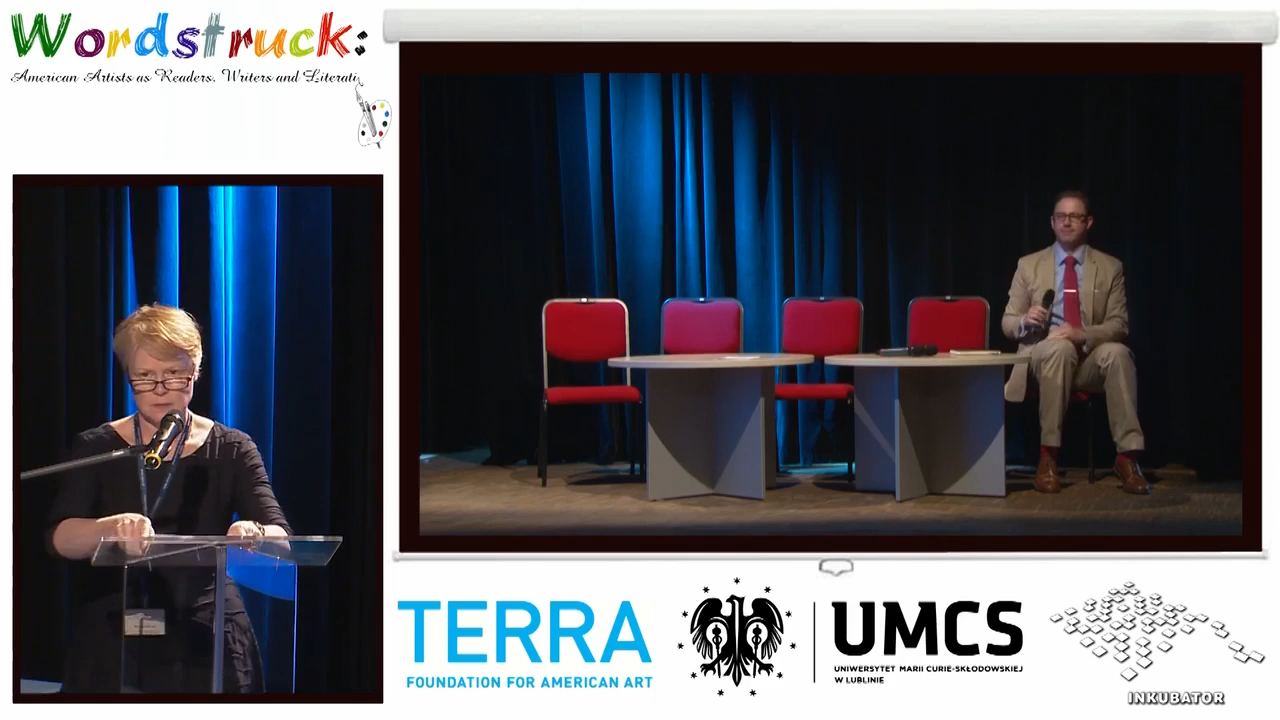 Wordstruck:
American Artists as Readers, Writers and Literati
TERRA
FOUNDATION FOR AMERICAN ART
UMCS
UNIWERSYTET MARII CURIE-SKŁODOWSKIEJ
W LUBLINIE
INKUBATOR